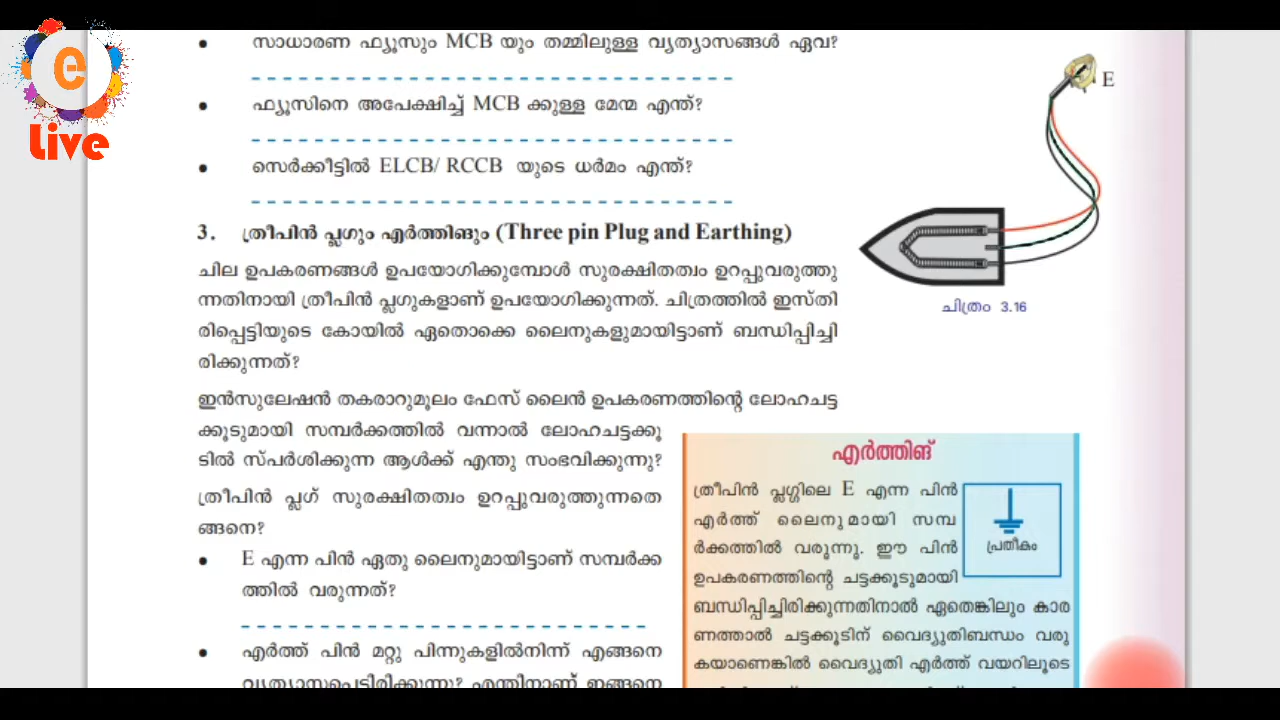 e
Live
സാധാരണ ഫ്യൂസും MCB യും തമ്മിലുള്ള വ്യത്യാസങ്ങൾ ഏവ?
ഫ്യൂസിനെ അപേക്ഷിച്ച് MCB ക്കുള്ള മേന്മ എന്ത്?
സെർക്കീട്ടിൽ ELCB/ RCCB യുടെ ധർമം എന്ത്?
3. ത്രീപിൻ പ്ലഗും എർത്തിങും (Three pin Plug and Earthing)
ചില ഉപകരണങ്ങൾ ഉപയോഗിക്കുമ്പോൾ സുരക്ഷിതത്വം ഉറപ്പുവരുത്തു
ന്നതിനായി ത്രീപിൻ പ്ലഗുകളാണ് ഉപയോഗിക്കുന്നത്. ചിത്രത്തിൽ ഇസ്തി
രിപ്പെട്ടിയുടെ കോയിൽ ഏതൊക്കെ ലൈനുകളുമായിട്ടാണ് ബന്ധിപ്പിച്ചി
രിക്കുന്നത്?
E
ചിത്രം 3.16
ഇൻസുലേഷൻ തകരാറുമൂലം ഫേസ് ലൈൻ ഉപകരണത്തിന്റെ ലോഹചട്ട
ക്കൂടുമായി സമ്പർക്കത്തിൽ വന്നാൽ ലോഹചട്ടക്കൂ
ടിൽ സ്പർശിക്കുന്ന ആൾക്ക് എന്തു സംഭവിക്കുന്നു?
ത്രീപിൻ പ്ലഗ് സുരക്ഷിതത്വം ഉറപ്പുവരുത്തുന്നതെ
ങ്ങനെ?
E എന്ന പിൻ ഏതു ലൈനുമായിട്ടാണ് സമ്പർക്ക
ത്തിൽ വരുന്നത്?
എർത്ത് പിൻ മറ്റു പിന്നുകളിൽനിന്ന് എങ്ങനെ
വ്യത്യാസപ്പെട്ടിരിക്കുന്നു? എന്തിനാണ് ഇങ്ങനെ
എർത്തിങ്
ത്രീപിൻ പ്ലഗ്ഗിലെ E എന്ന പിൻ
എർത്ത് ലൈനുമായി സമ്പ
ർക്കത്തിൽ വരുന്നു. ഈ പിൻ
ഉപകരണത്തിന്റെ ചട്ടക്കൂടുമായി
ബന്ധിപ്പിച്ചിരിക്കുന്നതിനാൽ ഏതെങ്കിലും കാര
ണത്താൽ ചട്ടക്കൂടിന് വൈദ്യുതിബന്ധം വരു
കയാണെങ്കിൽ വൈദ്യുതി എർത്ത് വയറിലൂടെ
പ്രതീകം